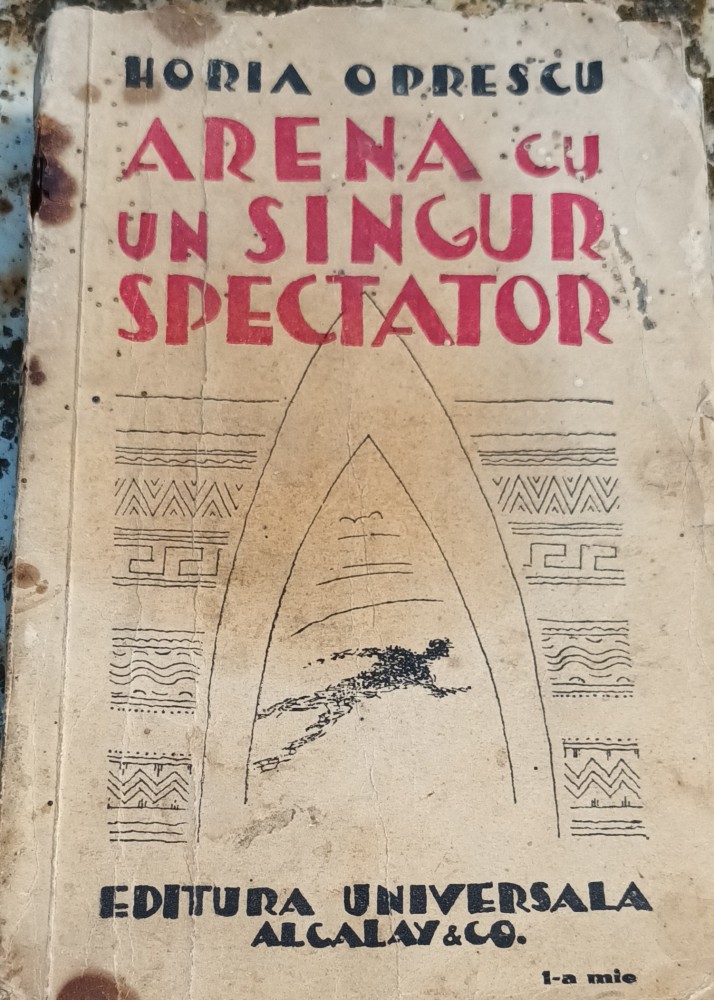 HORIA OPRESCU
ARENA CU
UN SINGUR
SPECTATOR
EDITURA UNIVERSALA
ALCALAY & CO.
1-a mie